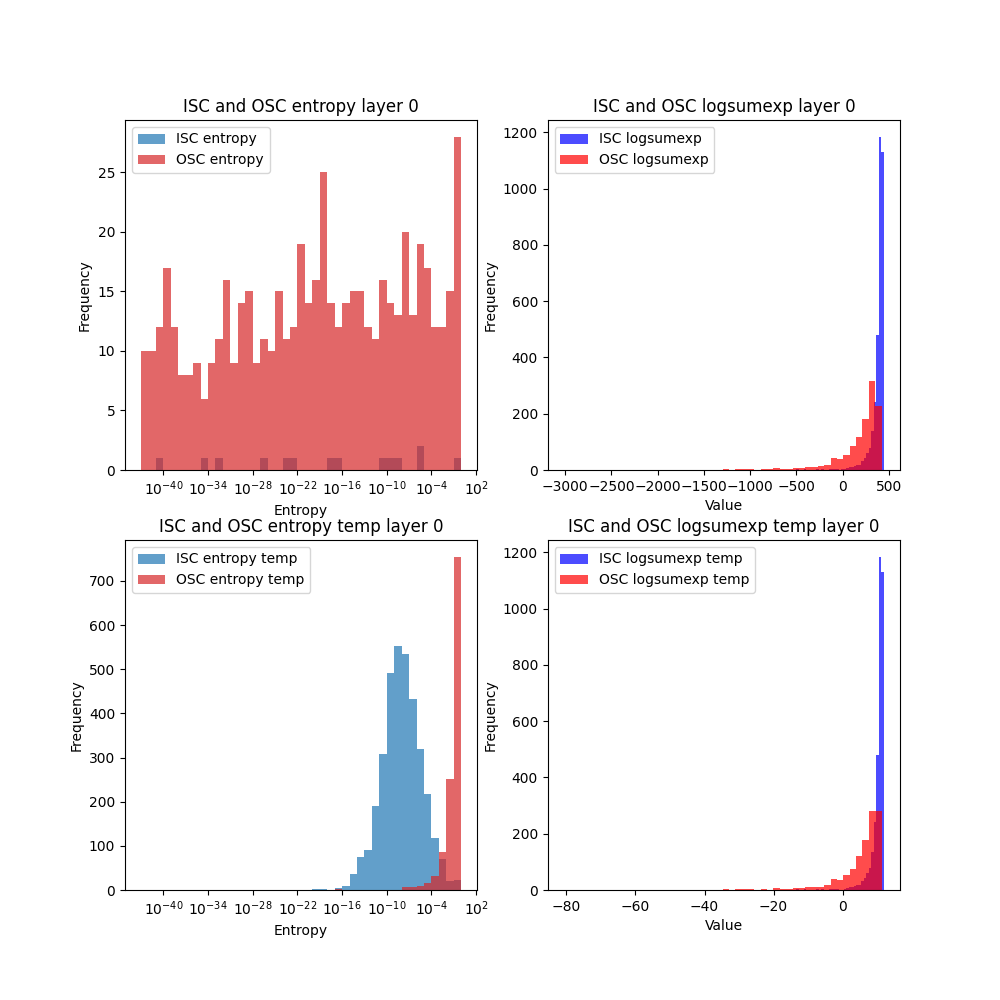 ISC and OSC entropy layer 0
ISC entropy
OSC entropy
Frequency
25
20
15
10
5
0
10⁻⁴⁰ 10⁻³⁴ 10⁻²⁸ 10⁻²² 10⁻¹⁶ 10⁻¹⁰ 10⁻⁴ 10²
Entropy
ISC and OSC logsumexp layer 0
ISC logsumexp
OSC logsumexp
Frequency
1200
1000
800
600
400
200
0
−3000 −2500 −2000 −1500 −1000 −500 0 500
Value
ISC and OSC entropy temp layer 0
ISC entropy temp
OSC entropy temp
Frequency
700
600
500
400
300
200
100
0
10⁻⁴⁰ 10⁻³⁴ 10⁻²⁸ 10⁻²² 10⁻¹⁶ 10⁻¹⁰ 10⁻⁴ 10²
Entropy
ISC and OSC logsumexp temp layer 0
ISC logsumexp temp
OSC logsumexp temp
Frequency
1200
1000
800
600
400
200
0
−80 −60 −40 −20 0
Value